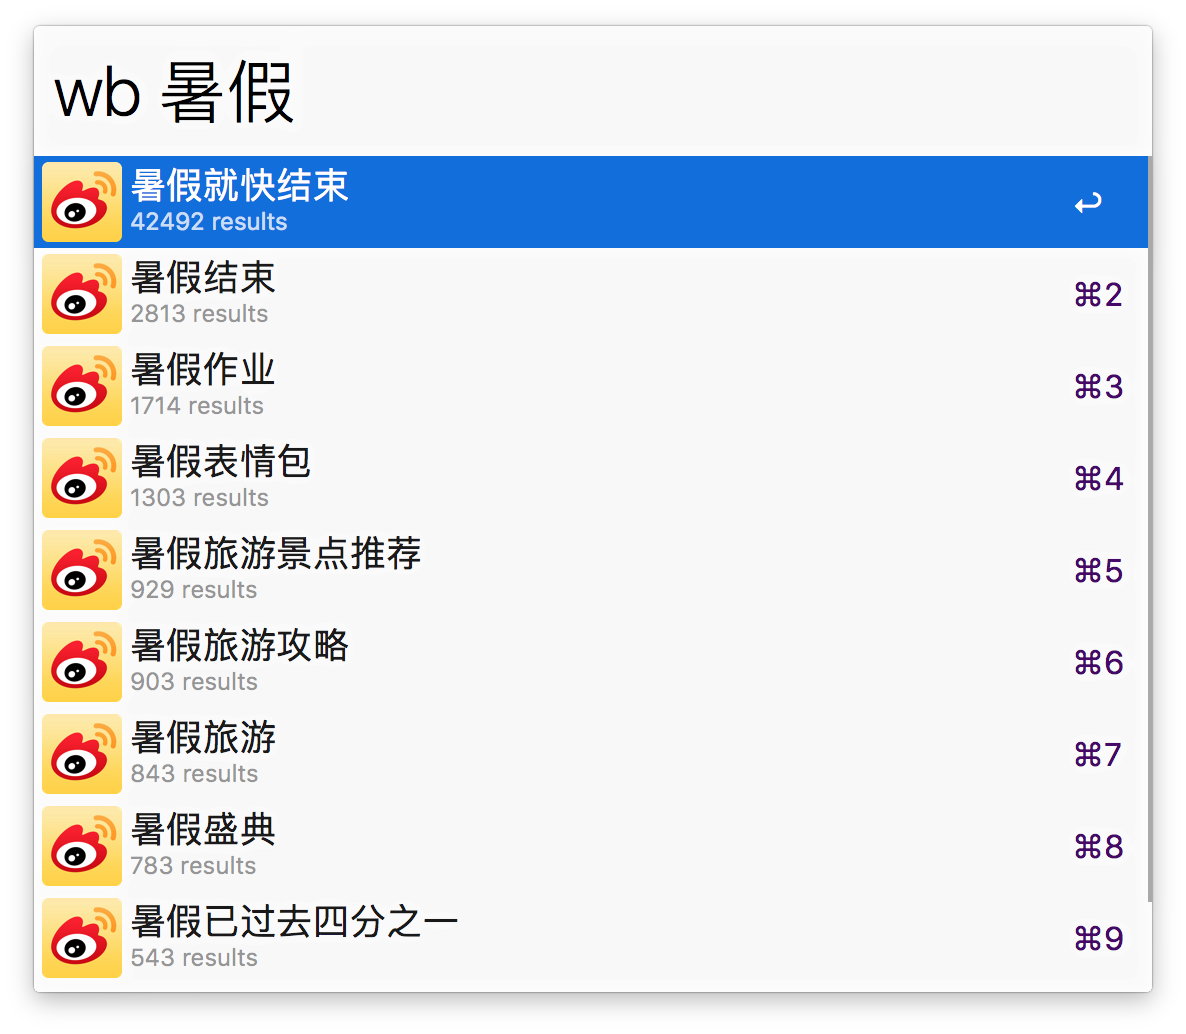 wb 暑假
暑假就快结束
42492 results
↩
暑假结束
2813 results
⌘2
暑假作业
1714 results
⌘3
暑假表情包
1303 results
⌘4
暑假旅游景点推荐
929 results
⌘5
暑假旅游攻略
903 results
⌘6
暑假旅游
843 results
⌘7
暑假盛典
783 results
⌘8
暑假已过去四分之一
543 results
⌘9